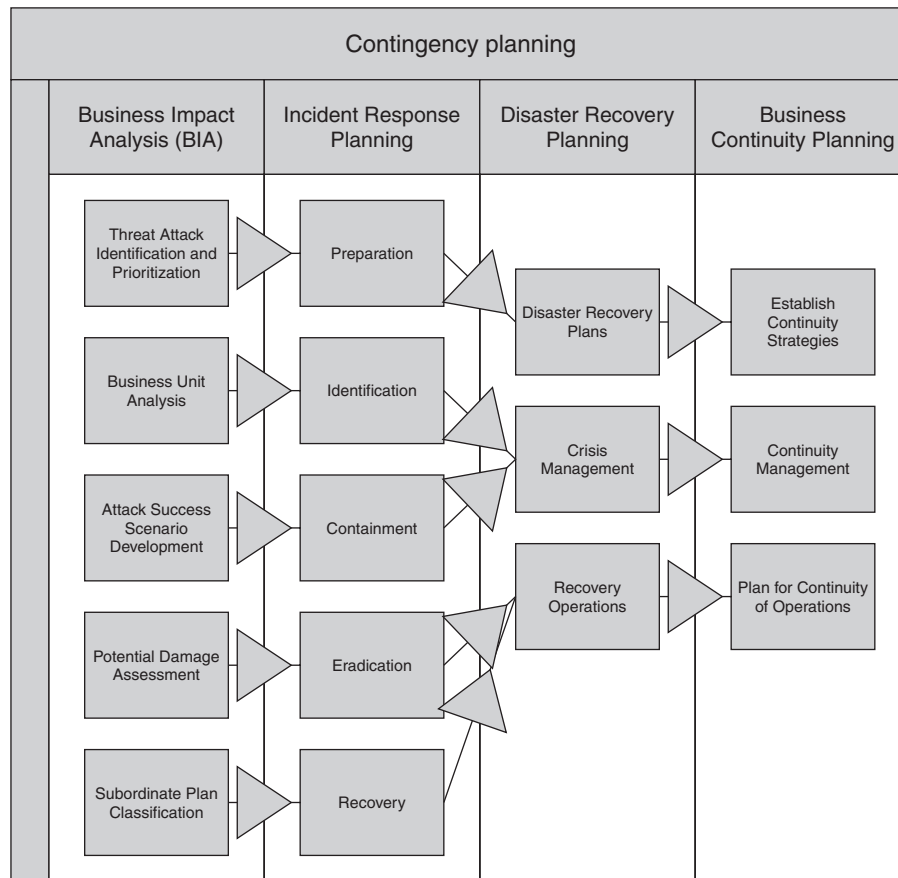 Contingency planning
Business Impact
Analysis (BIA)
Incident Response
Planning
Disaster Recovery
Planning
Business
Continuity Planning
Threat Attack
Identification and
Prioritization
Preparation
Disaster Recovery
Plans
Establish
Continuity
Strategies
Business Unit
Analysis
Identification
Crisis
Management
Continuity
Management
Attack Success
Scenario
Development
Containment
Recovery
Operations
Plan for Continuity
of Operations
Potential Damage
Assessment
Eradication
Subordinate Plan
Classification
Recovery